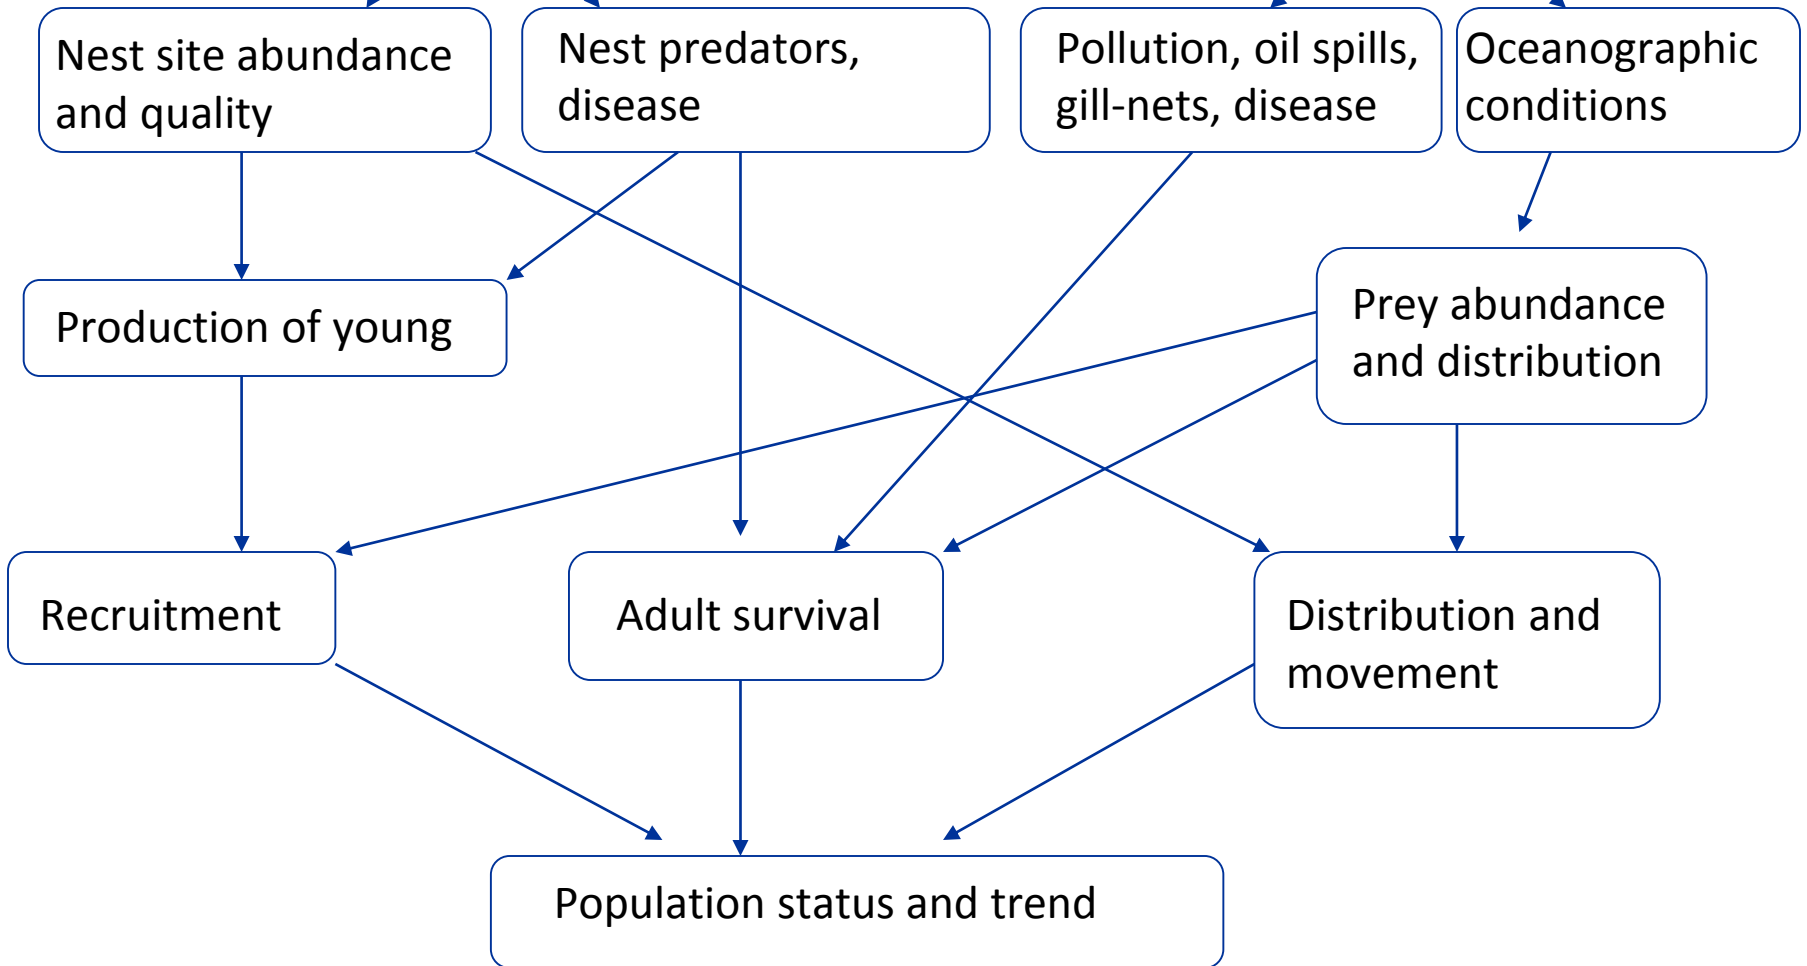 Nest site abundance
and quality
Nest predators,
disease
Pollution, oil spills,
gill-nets, disease
Oceanographic
conditions
Production of young
Prey abundance
and distribution
Recruitment
Adult survival
Distribution and
movement
Population status and trend